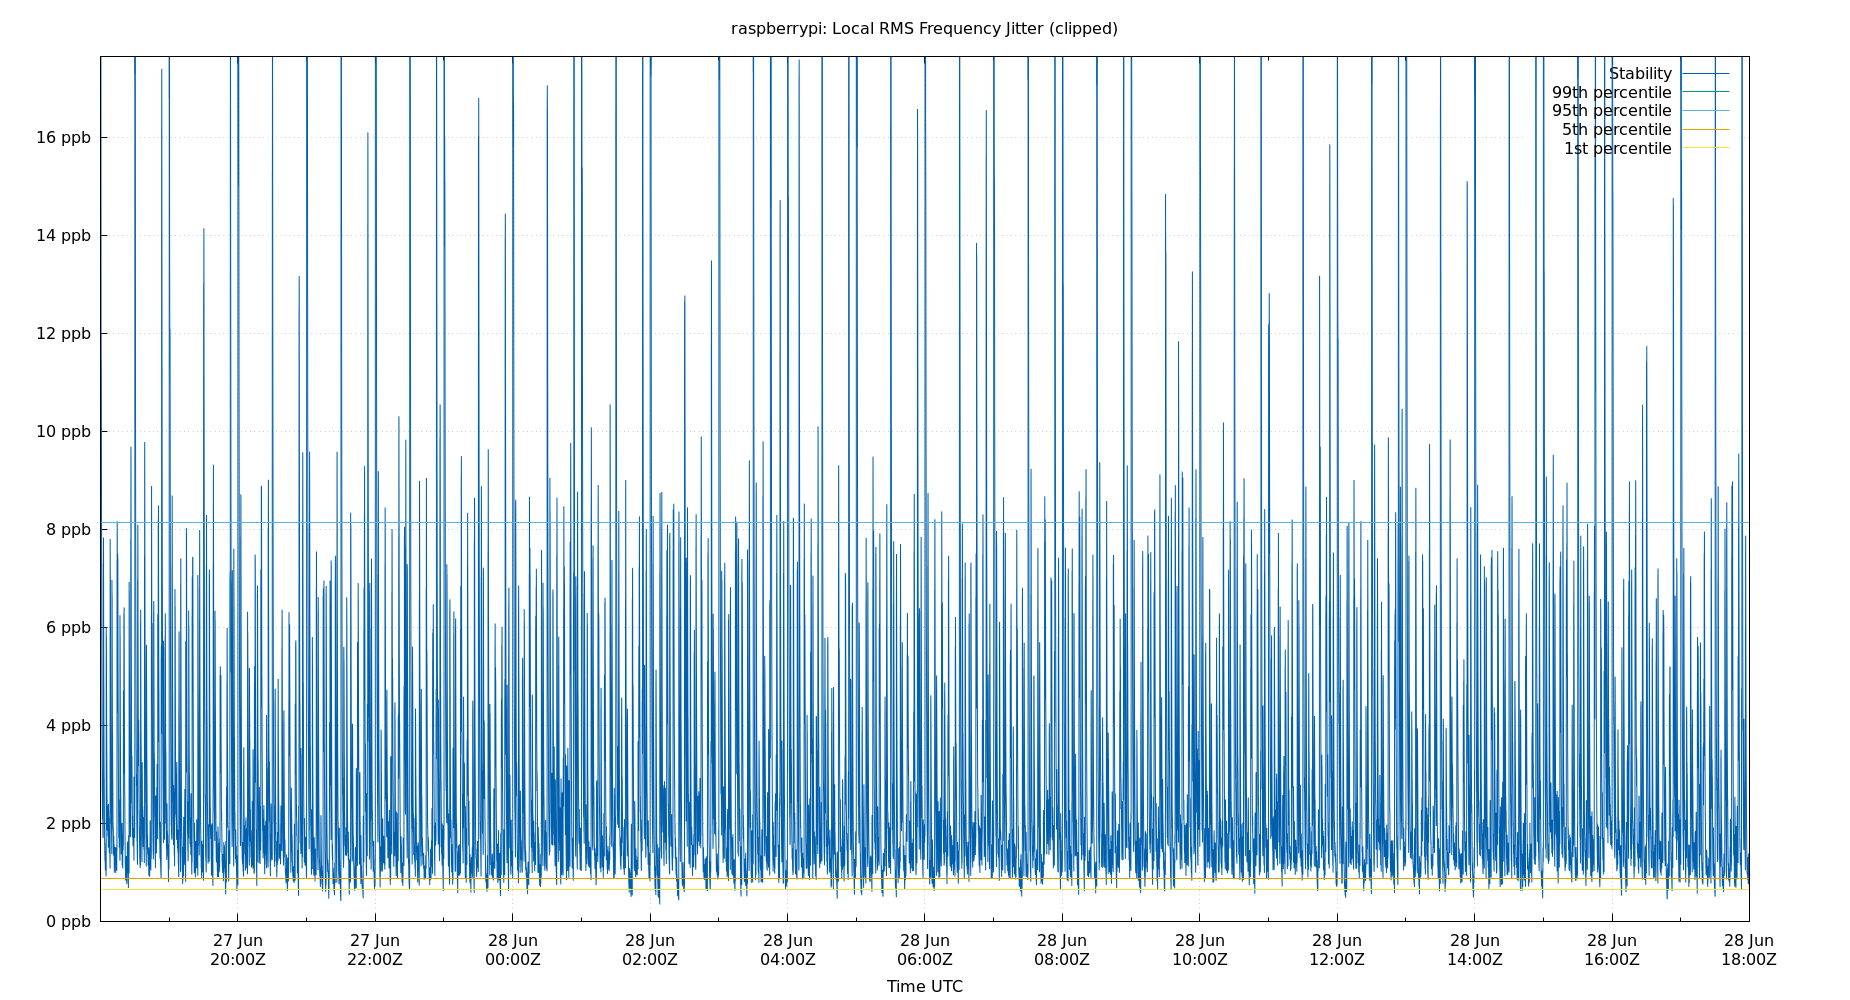 raspberrypi: Local RMS Frequency Jitter (clipped)
Stability
99th percentile
95th percentile
5th percentile
1st percentile
16 ppb
14 ppb
12 ppb
10 ppb
8 ppb
6 ppb
4 ppb
2 ppb
0 ppb
27 Jun 27 Jun 28 Jun 28 Jun 28 Jun 28 Jun 28 Jun 28 Jun 28 Jun 28 Jun 28 Jun 28 Jun
20:00Z 22:00Z 00:00Z 02:00Z 04:00Z 06:00Z 08:00Z 10:00Z 12:00Z 14:00Z 16:00Z 18:00Z
Time UTC